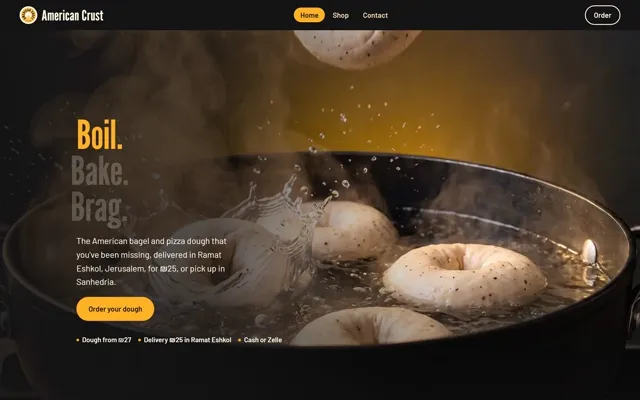 American Crust
Home Shop Contact
Order
Boil.
Bake.
Brag.
The American bagel and pizza dough that
you've been missing, delivered in Ramat
Eshkol, Jerusalem, for ₪25, or pick up in
Sanhedria.
Order your dough
Dough from ₪27 Delivery ₪25 in Ramat Eshkol Cash or Zelle